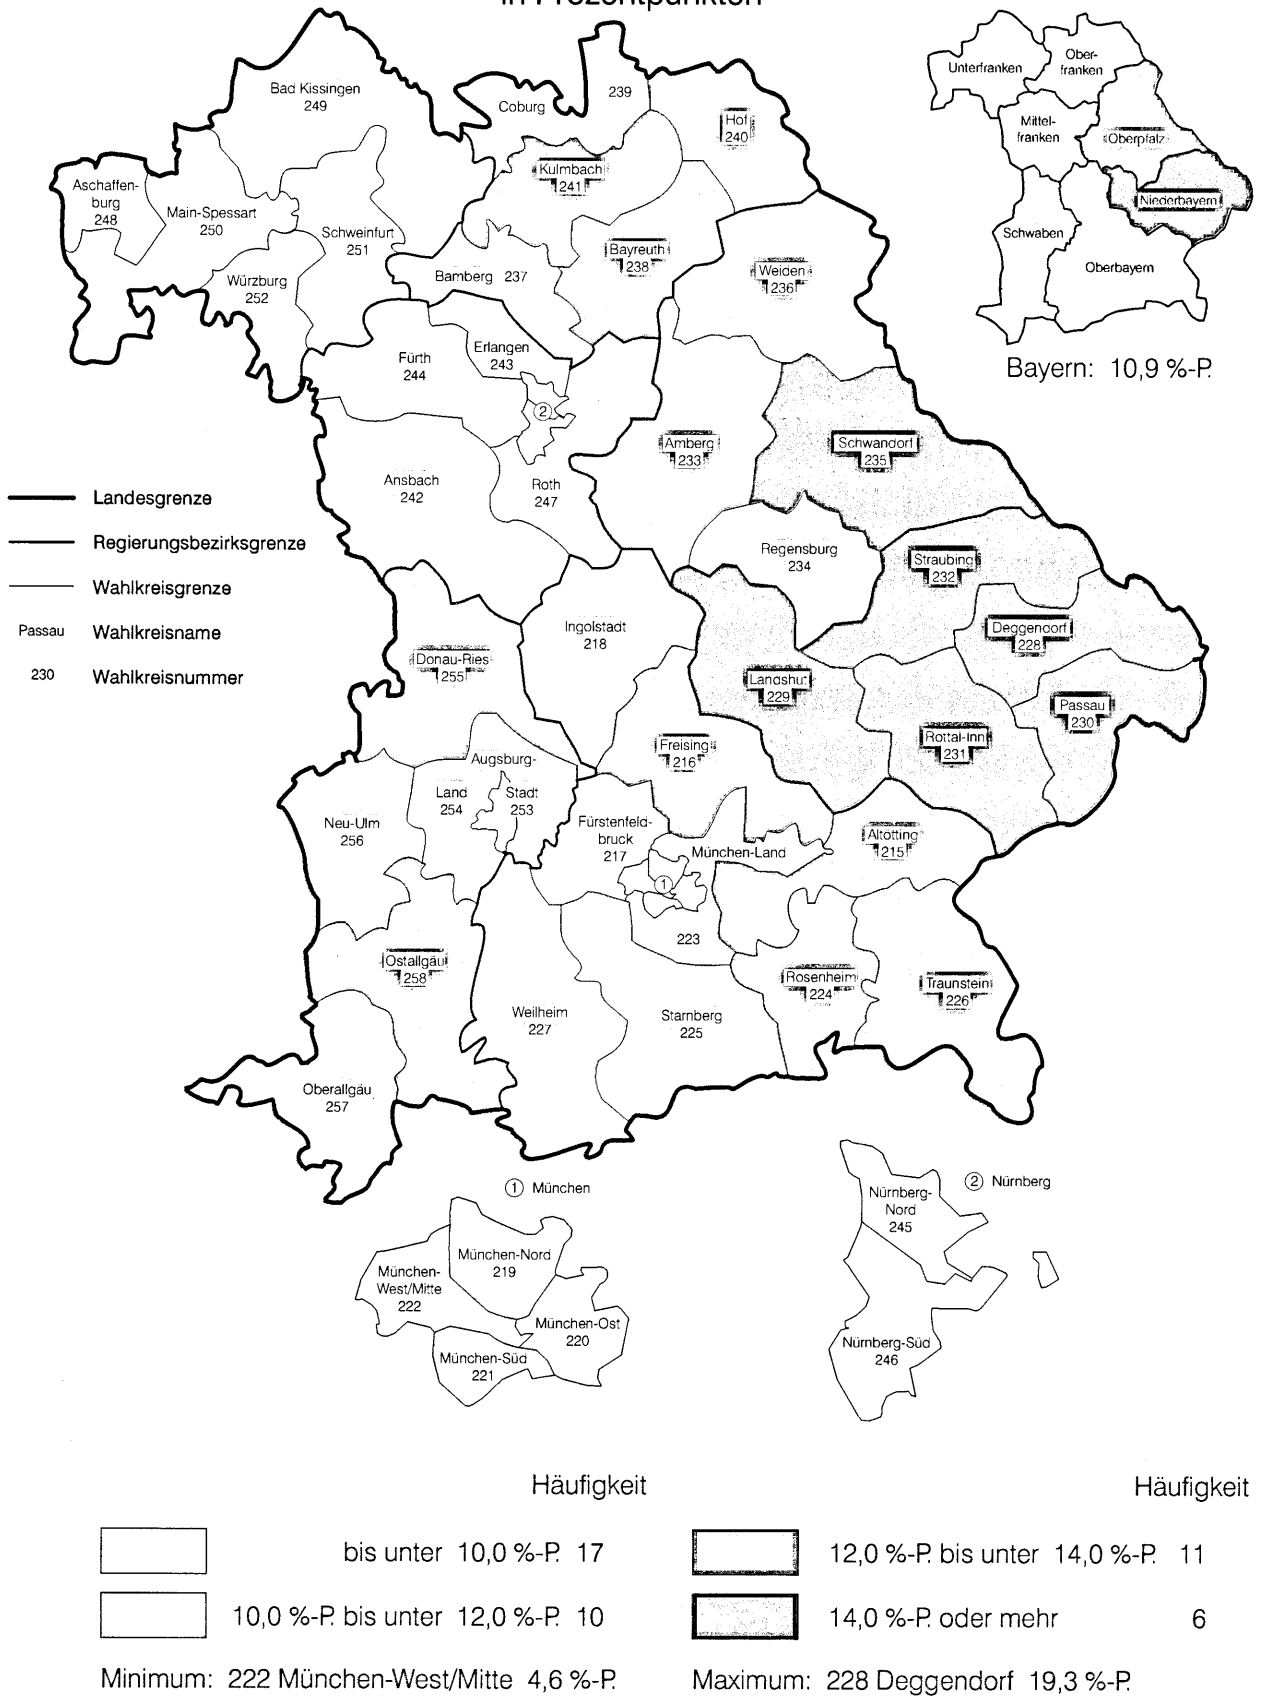 in Prozentpunkten
Bad Kissingen
249
Coburg
239
Hof
240
Kulmbach
241
Aschaffen-
burg
248
Main-Spessart
250
Schweinfurt
251
Würzburg
252
Bamberg 237
Bayreuth
238
Weiden
236
Fürth
244
Erlangen
243
②
Amberg
233
Schwandorf
235
Ansbach
242
Roth
247
Regensburg
234
Straubing
232
Deggendorf
228
Ingolstadt
218
Donau-Ries
255
Landshut
229
Passau
230
Rottal-Inn
231
Freising
216
Augsburg-
Land
254
Stadt
253
Neu-Ulm
256
Fürstenfeld-
bruck
217
München-Land
①
223
Altötting
215
Ostallgäu
258
Rosenheim
224
Traunstein
226
Weilheim
227
Starnberg
225
Oberallgäu
257
Unterfranken
Ober-
franken
Mittel-
franken
Oberpfalz
Niederbayern
Schwaben
Oberbayern
Bayern: 10,9 %-P.
Landesgrenze
Regierungsbezirksgrenze
Wahlkreisgrenze
Passau Wahlkreisname
230 Wahlkreisnummer
① München
München-Nord
219
München-
West/Mitte
222
München-Ost
220
München-Süd
221
② Nürnberg
Nürnberg-
Nord
245
Nürnberg-Süd
246
Häufigkeit Häufigkeit
bis unter 10,0 %-P. 17 12,0 %-P. bis unter 14,0 %-P. 11
10,0 %-P. bis unter 12,0 %-P. 10 14,0 %-P. oder mehr 6
Minimum: 222 München-West/Mitte 4,6 %-P. Maximum: 228 Deggendorf 19,3 %-P.